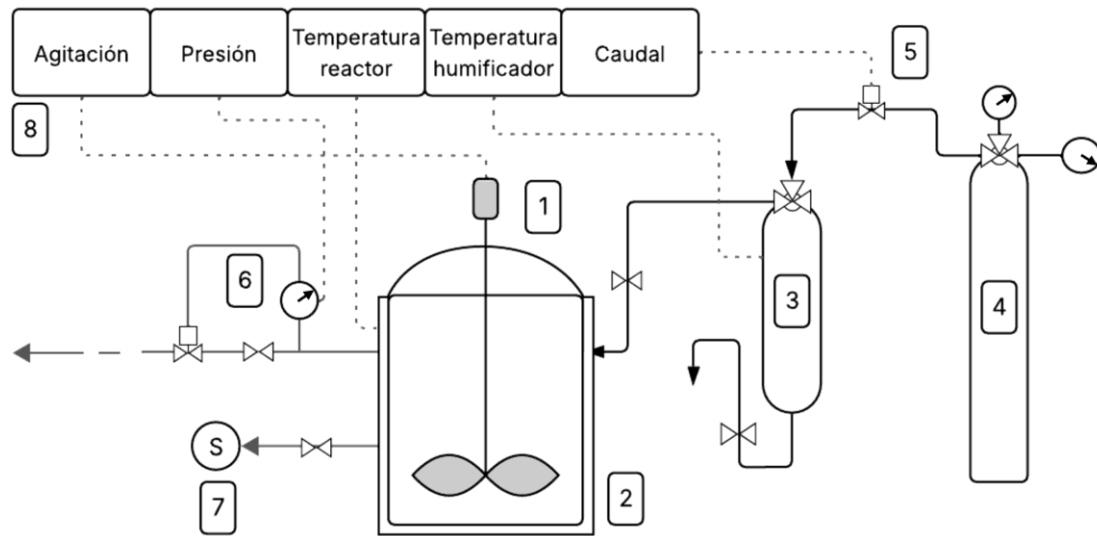 Agitación
Presión
Temperatura
reactor
Temperatura
humificador
Caudal
5
8
1
6
3
4
S
7
2